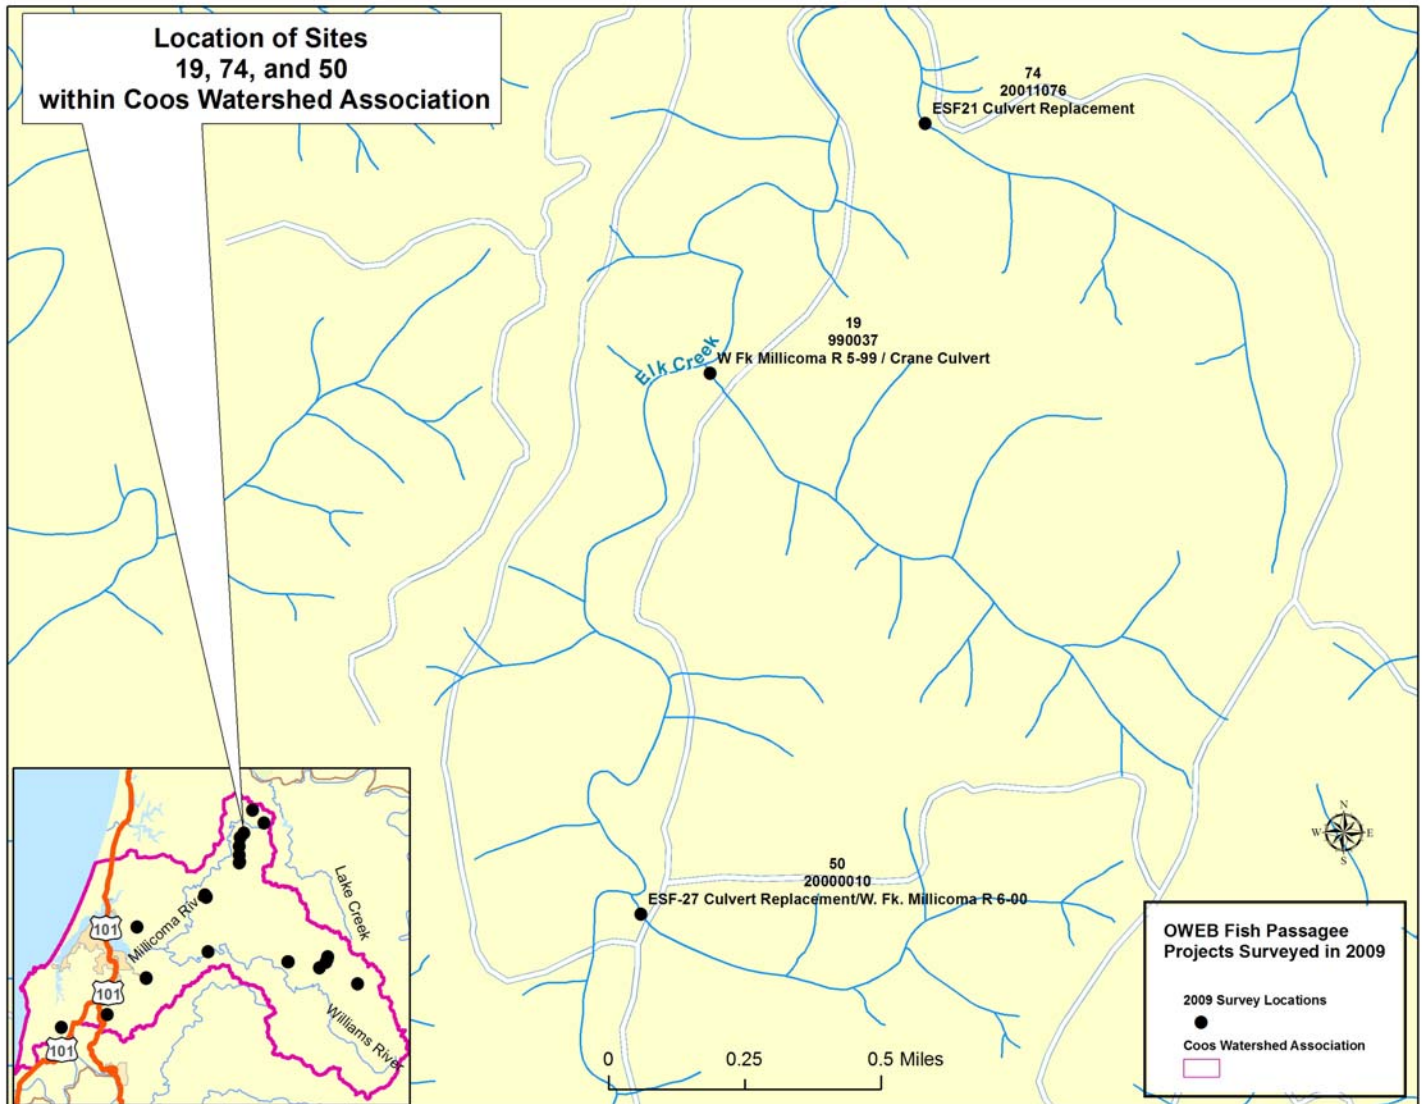 Location of Sites
19, 74, and 50
within Coos Watershed Association
74
20011076
ESF21 Culvert Replacement
19
990037
W Fk Millicoma R 5-99 / Crane Culvert
Elk Creek
50
20000010
ESF-27 Culvert Replacement/W. Fk. Millicoma R 6-00
N
W E
S
Lake Creek
Millicoma River
101
101
101
Williams River
0 0.25 0.5 Miles
OWEB Fish Passagee
Projects Surveyed in 2009
2009 Survey Locations
Coos Watershed Association